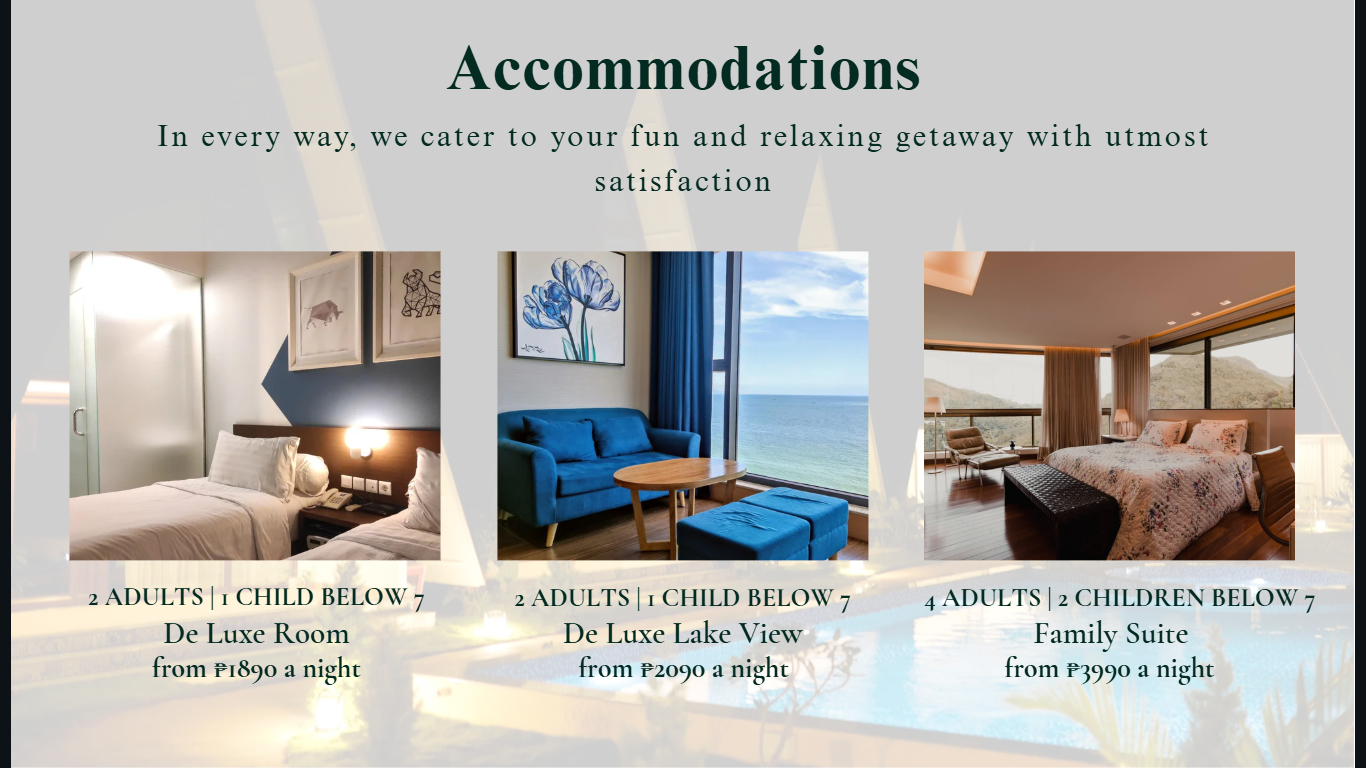 Accommodations
In every way, we cater to your fun and relaxing getaway with utmost
satisfaction
2 ADULTS | 1 CHILD BELOW 7
De Luxe Room
from ₱1890 a night
2 ADULTS | 1 CHILD BELOW 7
De Luxe Lake View
from ₱2090 a night
4 ADULTS | 2 CHILDREN BELOW 7
Family Suite
from ₱3990 a night